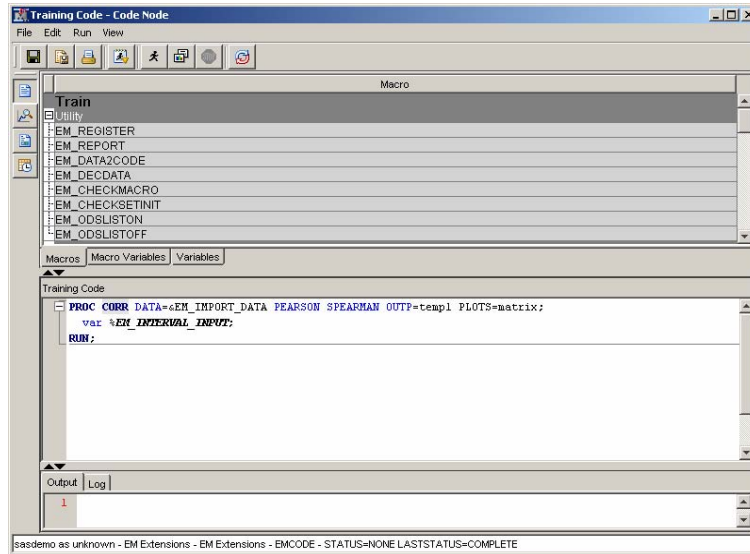 Training Code - Code Node
File Edit Run View
Macro
Train
Utility
EM_REGISTER
EM_REPORT
EM_DATA2CODE
EM_DECDATA
EM_CHECKMACRO
EM_CHECKSETINIT
EM_ODSLISTON
EM_ODSLISTOFF
Macros Macro Variables Variables
Training Code
PROC CORR DATA=&EM_IMPORT_DATA PEARSON SPEARMAN OUTP=temp1 PLOTS=matrix;
var %EM_INTERVAL_INPUT;
RUN;
Output Log
1
sasdemo as unknown - EM Extensions - EM Extensions - EMCODE - STATUS=NONE LASTSTATUS=COMPLETE